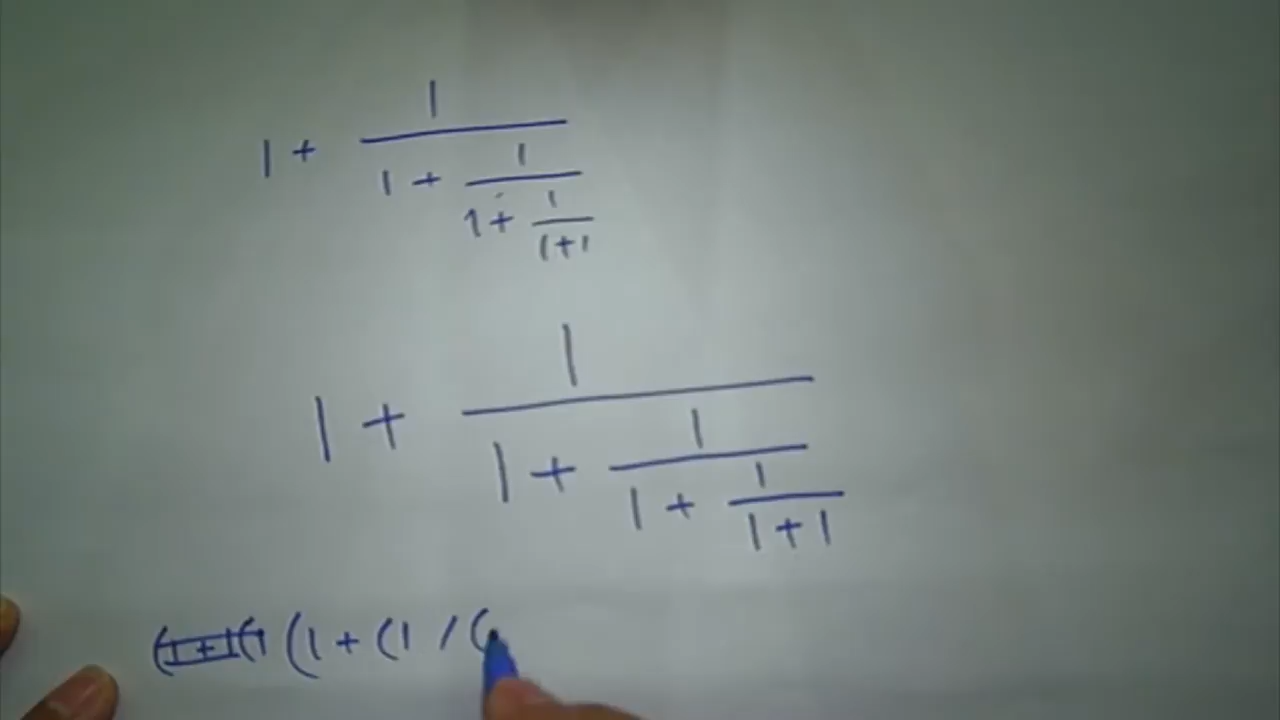 1 + 1/(1 + 1/(1 + 1/(1+1)))
1 + 1/(1 + 1/(1 + 1/(1+1)))
(1 + (1 / (